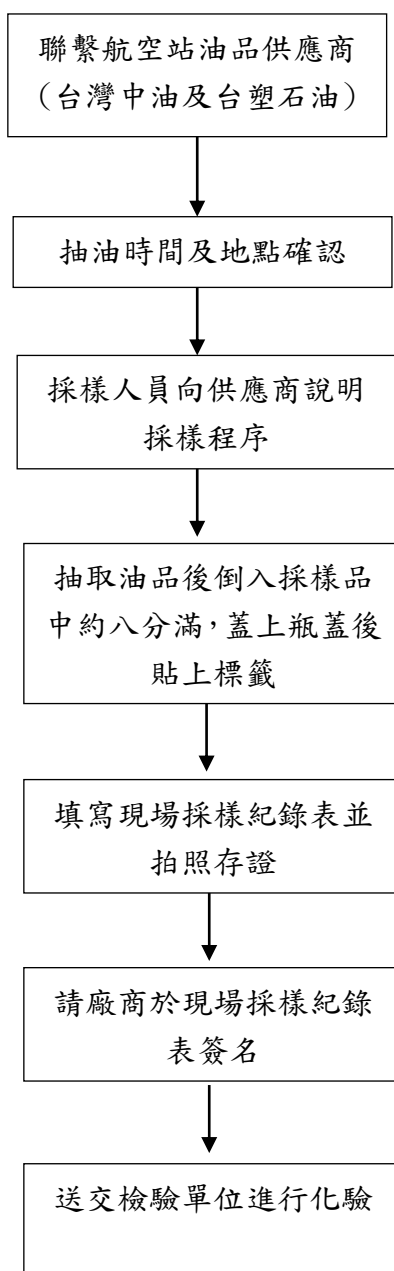 聯繫航空站油品供應商
(台灣中油及台塑石油)
抽油時間及地點確認
採樣人員向供應商說明
採樣程序
抽取油品後倒入採樣品
中約八分滿，蓋上瓶蓋後
貼上標籤
填寫現場採樣紀錄表並
拍照存證
請廠商於現場採樣紀錄
表簽名
送交檢驗單位進行化驗